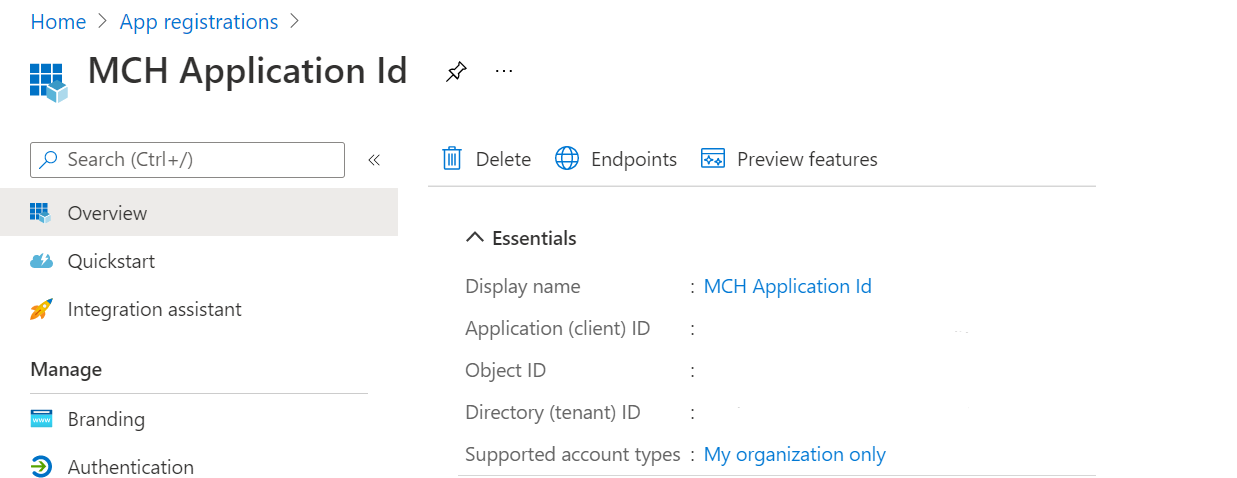 Home > App registrations >
MCH Application Id ...
Search (Ctrl+/) «
Overview
Quickstart
Integration assistant
Manage
Branding
Authentication
Delete Endpoints Preview features
Essentials
Display name : MCH Application Id
Application (client) ID :
Object ID :
Directory (tenant) ID :
Supported account types : My organization only